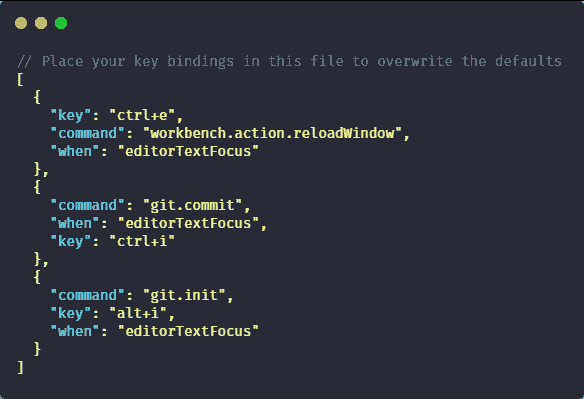 // Place your key bindings in this file to overwrite the defaults
[
  {
    "key": "ctrl+e",
    "command": "workbench.action.reloadWindow",
    "when": "editorTextFocus"
  },
  {
    "command": "git.commit",
    "when": "editorTextFocus",
    "key": "ctrl+i"
  },
  {
    "command": "git.init",
    "key": "alt+i",
    "when": "editorTextFocus"
  }
]